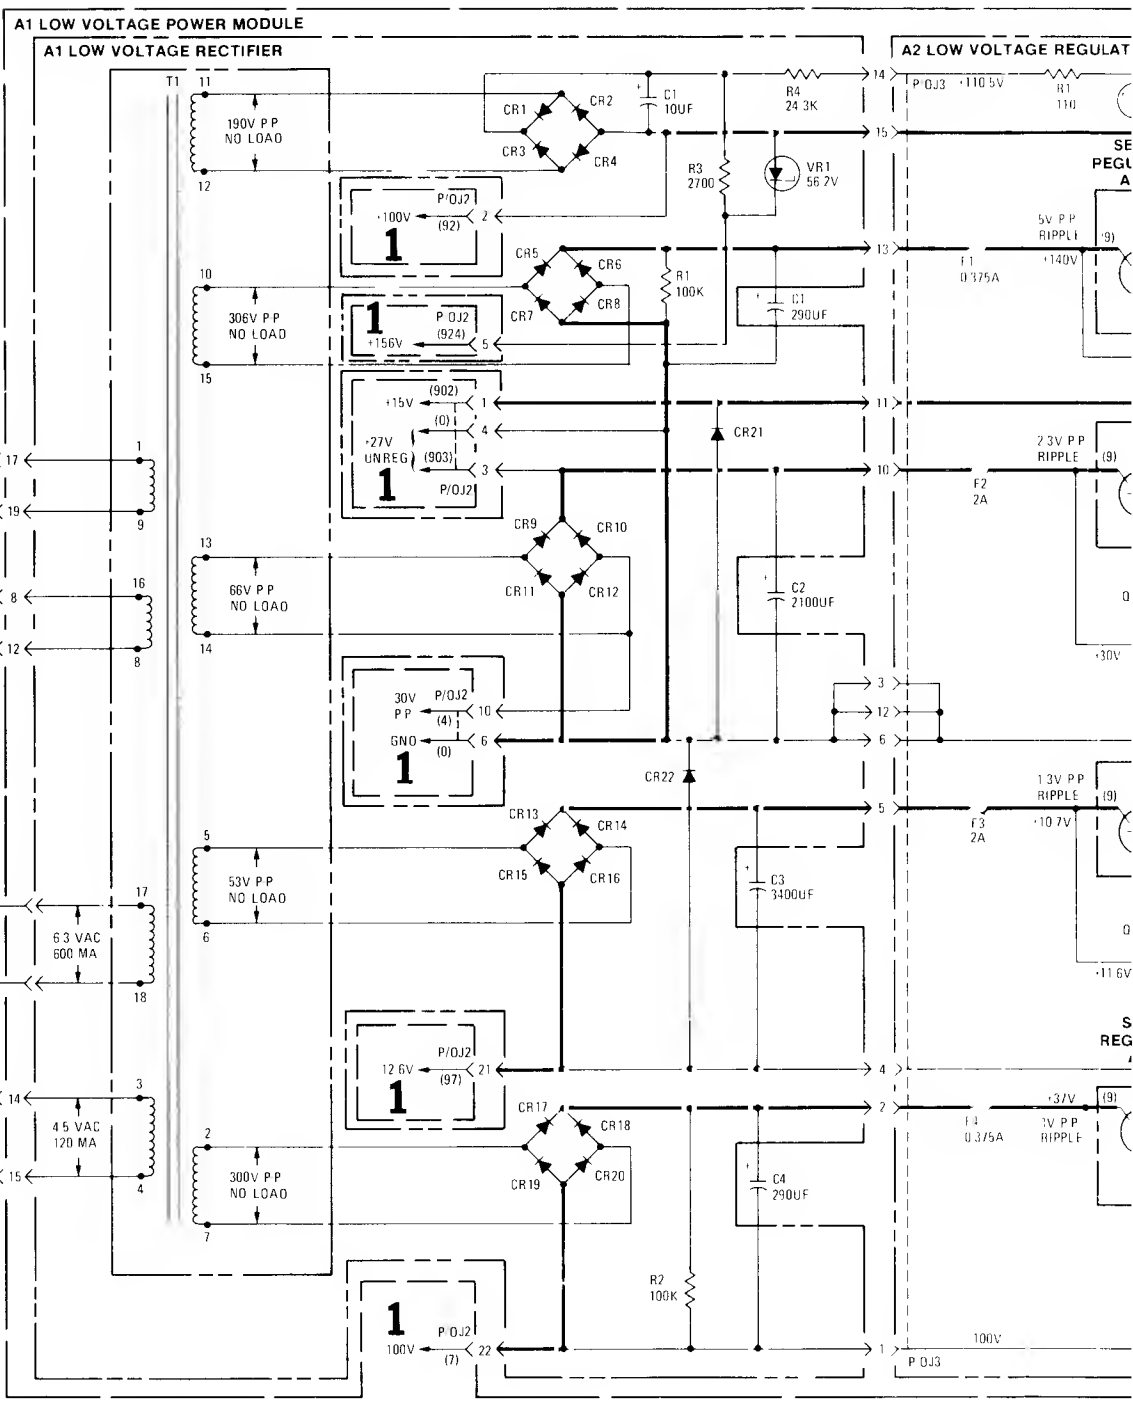 A1 LOW VOLTAGE POWER MODULE
A1 LOW VOLTAGE RECTIFIER
A2 LOW VOLTAGE REGULAT
T1
11
190V P P
NO LOAD
12
CR1
CR2
CR3
CR4
+
C1
10UF
R4
24.3K
14
P/OJ3
+110.5V
R1
110
15
R3
2700
VR1
56.2V
SE
REGU
A
P/OJ2
+100V
2
(92)
1
5V P P
RIPPLE
(9)
13
+140V
F1
0.375A
10
306V P P
NO LOAD
15
CR5
CR6
CR7
CR8
R1
100K
+
C1
290UF
1
P OJ2
(924)
+156V
5
(902)
+15V
1
(0)
4
+27V
UNREG
(903)
3
1
P/OJ2
11
CR21
2.3V P P
RIPPLE
(9)
10
F2
2A
17
1
19
9
CR9
CR10
CR11
CR12
13
66V P P
NO LOAD
14
8
16
12
8
+
C2
2100UF
+30V
3
12
6
30V
P P
P/OJ2
(4)
10
GND
(0)
6
1
CR22
1.3V P P
RIPPLE
(9)
5
+10.7V
F3
2A
CR13
CR14
CR15
CR16
5
53V P P
NO LOAD
6
+
C3
3400UF
17
6.3 VAC
600 MA
18
+11.6V
S
REG
P/OJ2
12.6V
21
(97)
1
4
2
+37V
(9)
F4
0.375A
1V P P
RIPPLE
14
3
4.5 VAC
120 MA
15
4
CR17
CR18
CR19
CR20
2
300V P P
NO LOAD
7
+
C4
290UF
R2
100K
1
P OJ2
100V
22
(7)
1
100V
P OJ3